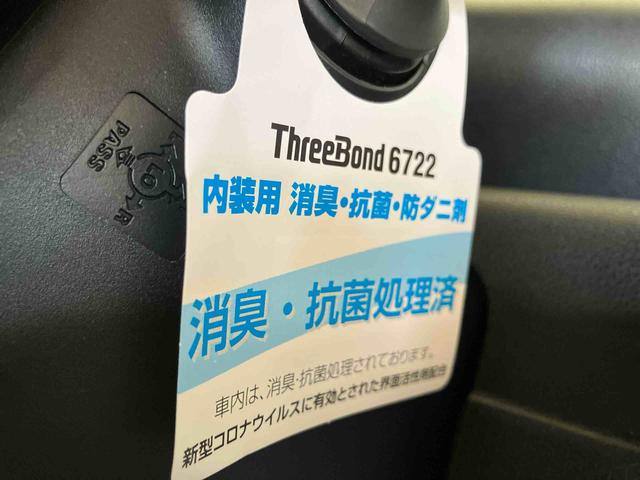 ThreeBond 6722
内装用 消臭・抗菌・防ダニ剤
消臭・抗菌処理済
車内は、消臭・抗菌処理されております。
新型コロナウイルスに有効とされた界面活性剤配合
PASS